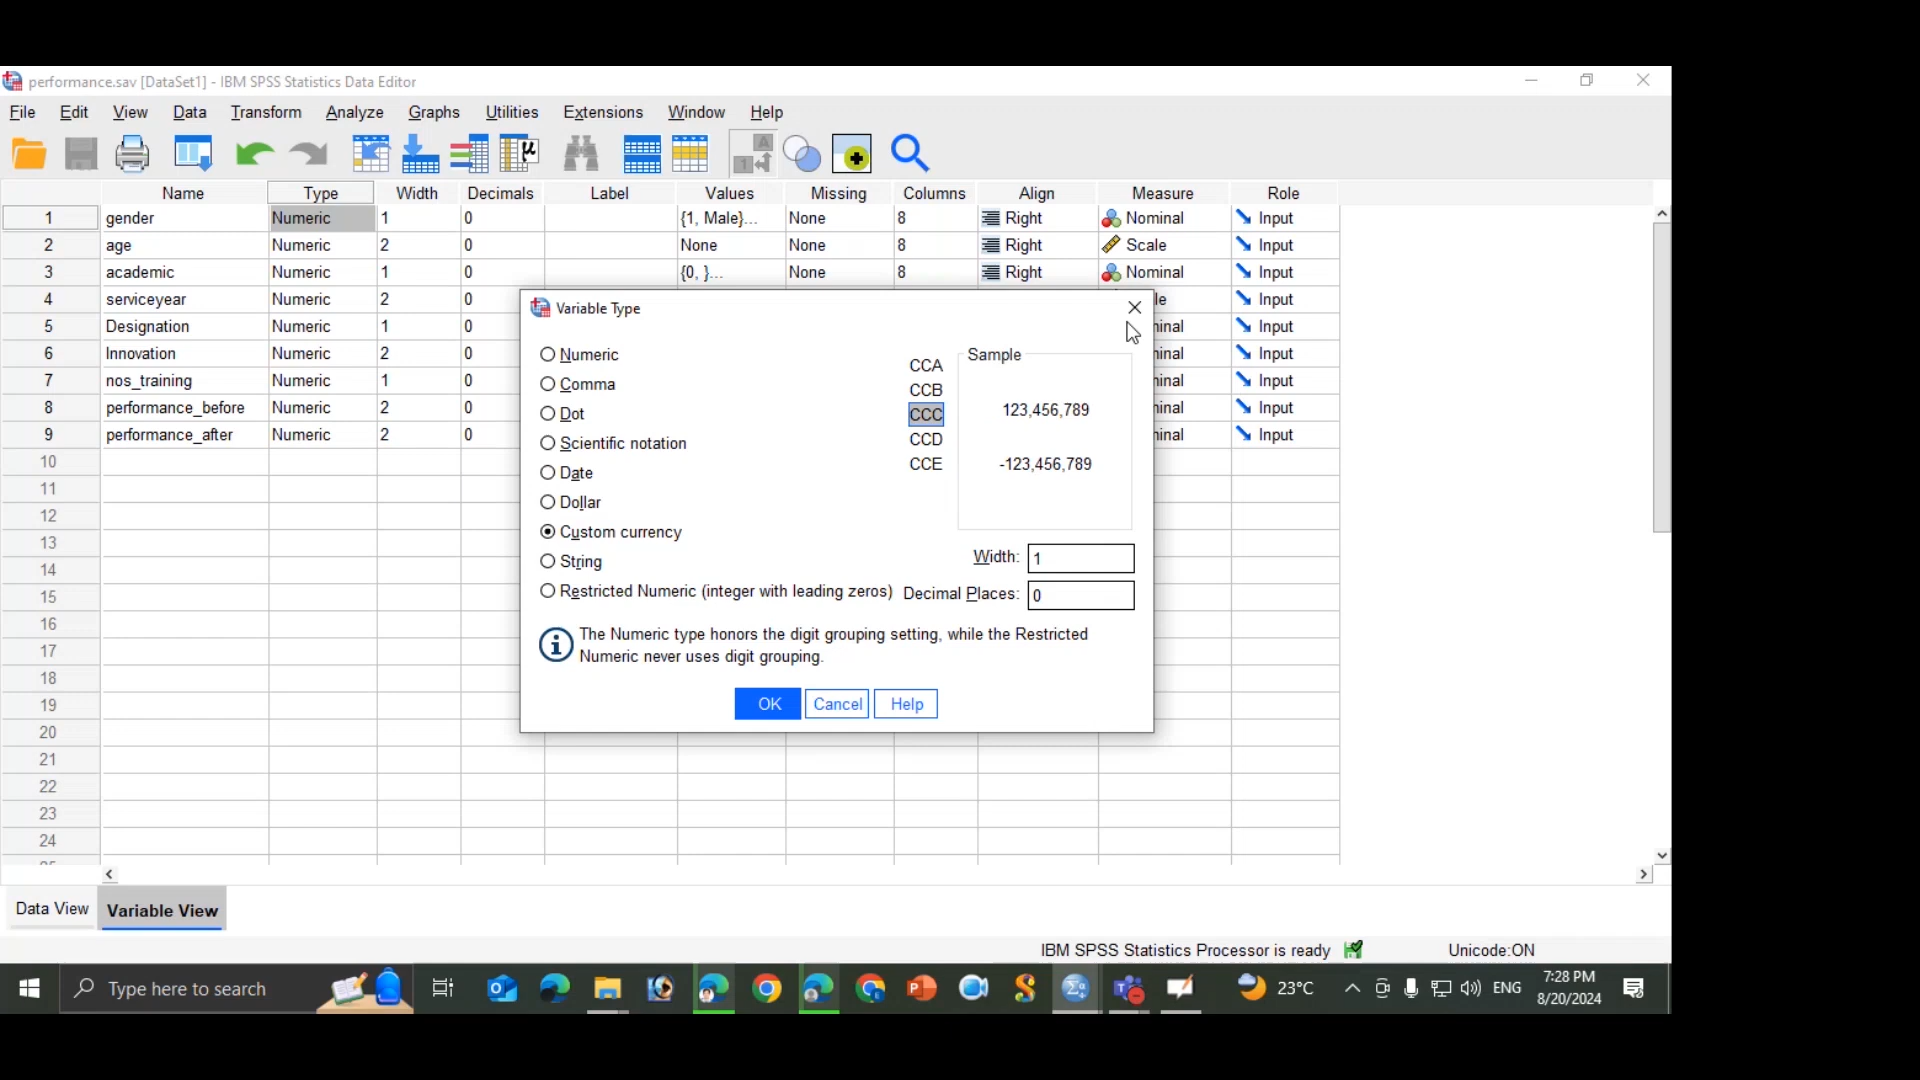 performance.sav [DataSet1] - IBM SPSS Statistics Data Editor
File Edit View Data Transform Analyze Graphs Utilities Extensions Window Help
Name Type Width Decimals Label Values Missing Columns Align Measure Role
1 gender Numeric 1 0 {1, Male}... None 8 Right Nominal Input
2 age Numeric 2 0 None None 8 Right Scale Input
3 academic Numeric 1 0 {0, }... None 8 Right Nominal Input
4 serviceyear Numeric 2 0 le Input
5 Designation Numeric 1 0 inal Input
6 Innovation Numeric 2 0 inal Input
7 nos_training Numeric 1 0 inal Input
8 performance_before Numeric 2 0 inal Input
9 performance_after Numeric 2 0 inal Input
10
11
12
13
14
15
16
17
18
19
20
21
22
23
24
Variable Type
Numeric
Comma
Dot
Scientific notation
Date
Dollar
Custom currency
String
Restricted Numeric (integer with leading zeros)
CCA
CCB
CCC
CCD
CCE
Sample
123,456,789
-123,456,789
Width: 1
Decimal Places: 0
The Numeric type honors the digit grouping setting, while the Restricted
Numeric never uses digit grouping.
OK Cancel Help
Data View Variable View
IBM SPSS Statistics Processor is ready Unicode:ON
Type here to search
23°C
ENG
7:28 PM
8/20/2024